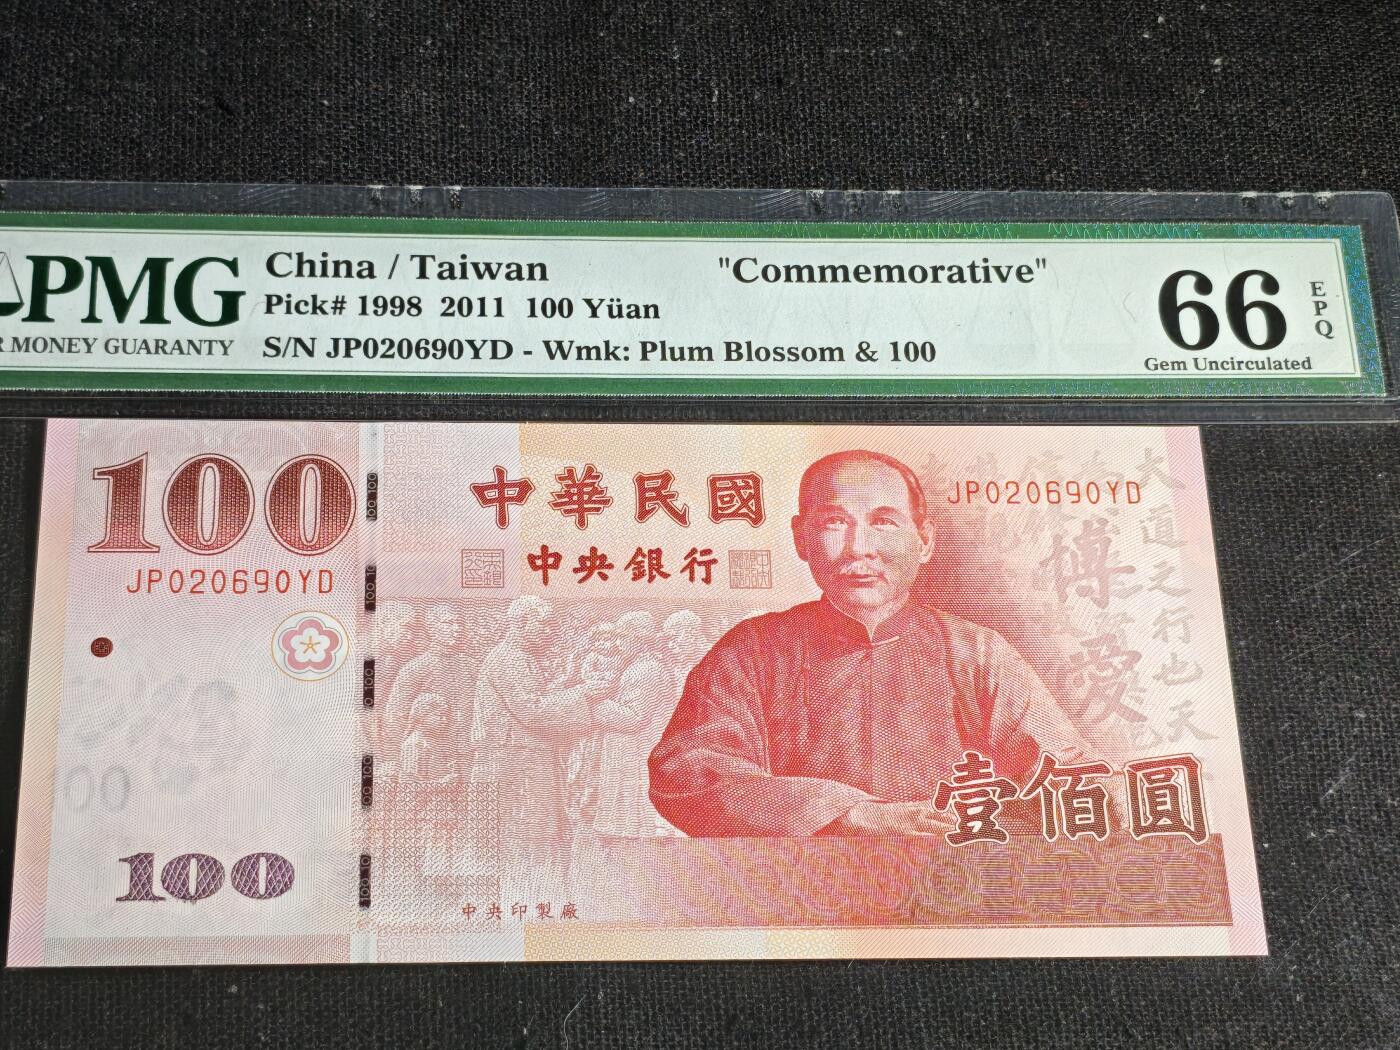 PMG
MONEY GUARANTY
China / Taiwan
"Commemorative"
Pick# 1998 2011 100 Yüan
S/N JP020690YD - Wmk: Plum Blossom & 100
66
EPQ
Gem Uncirculated
100
中華民國
JP020690YD
中央銀行
JP020690YD
博愛
大道之行也天
100
壹佰圓
100
中央印製廠